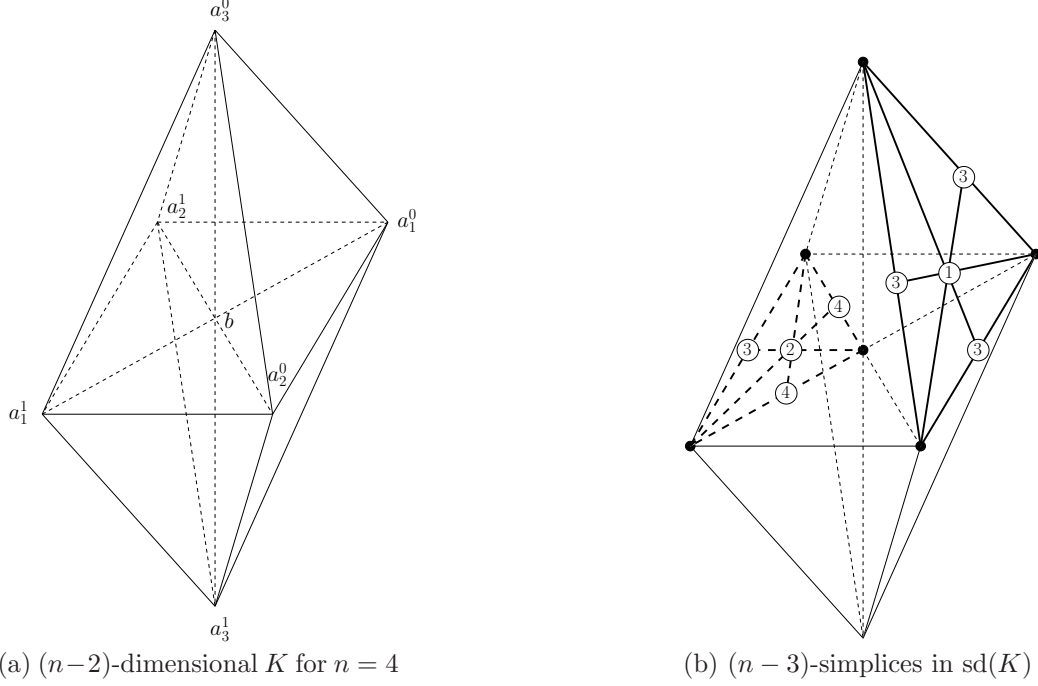 a_3^0
a_2^1
a_1^0
b
a_2^0
a_1^1
a_3^1
(a) (n−2)-dimensional K for n = 4
3
3
1
4
3
2
3
4
(b) (n − 3)-simplices in sd(K)